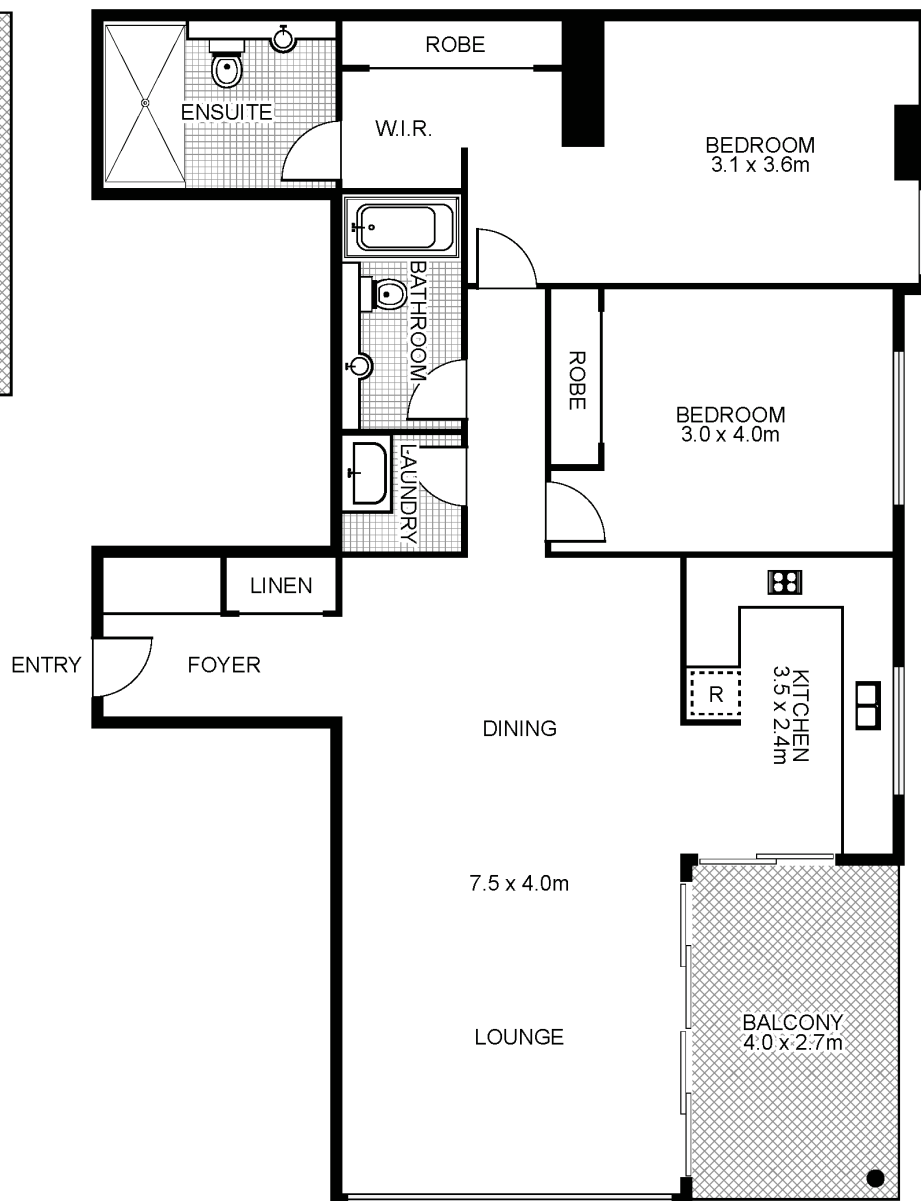 ROBE
ENSUITE
W.I.R.
BEDROOM
3.1 x 3.6m
BATHROOM
ROBE
BEDROOM
3.0 x 4.0m
LAUNDRY
LINEN
ENTRY
FOYER
R
KITCHEN
3.5 x 2.4m
DINING
7.5 x 4.0m
LOUNGE
BALCONY
4.0 x 2.7m